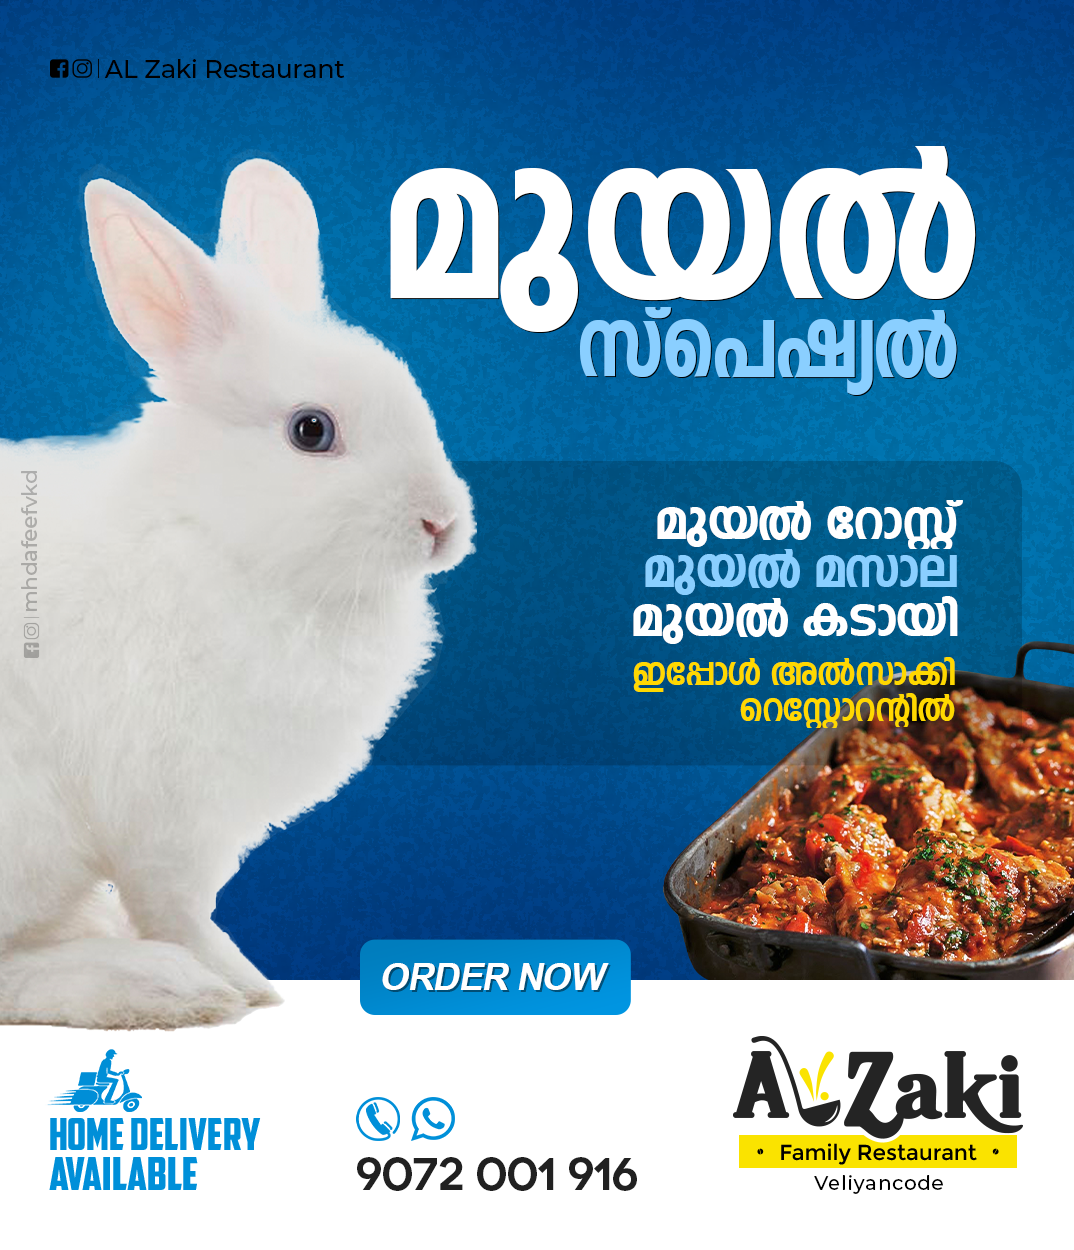 AL Zaki Restaurant
മുയൽ
സ്പെഷ്യൽ
മുയൽ റോസ്റ്റ്
മുയൽ മസാല
മുയൽ കടായി
ഇപ്പോൾ അൽസാക്കി
റെസ്റ്റോറന്റിൽ
mhdafeefvkd
ORDER NOW
HOME DELIVERY
AVAILABLE
9072 001 916
Al Zaki
Family Restaurant
Veliyancode